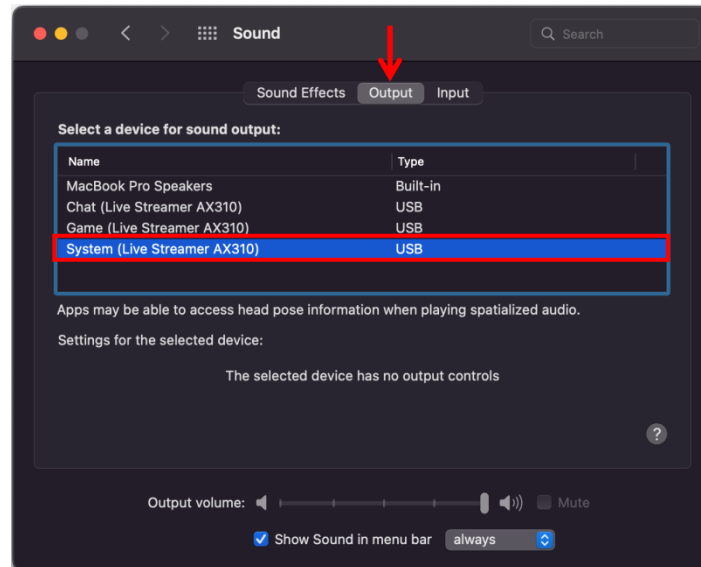 Sound
Search
Sound Effects Output Input
Select a device for sound output:
Name Type
MacBook Pro Speakers Built-in
Chat (Live Streamer AX310) USB
Game (Live Streamer AX310) USB
System (Live Streamer AX310) USB
Apps may be able to access head pose information when playing spatialized audio.
Settings for the selected device:
The selected device has no output controls
?
Output volume: Mute
Show Sound in menu bar always